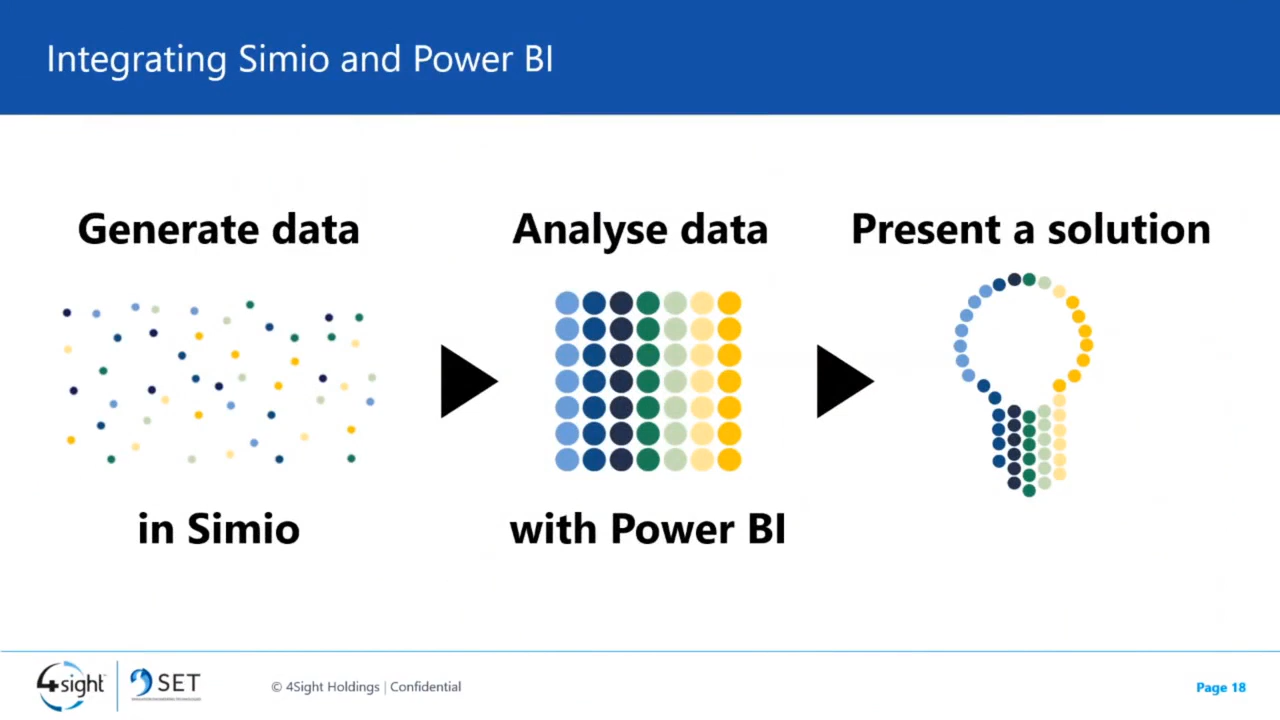 Integrating Simio and Power BI
Generate data
Analyse data
Present a solution
in Simio
with Power BI
4sight
SET
© 4Sight Holdings | Confidential
Page 18